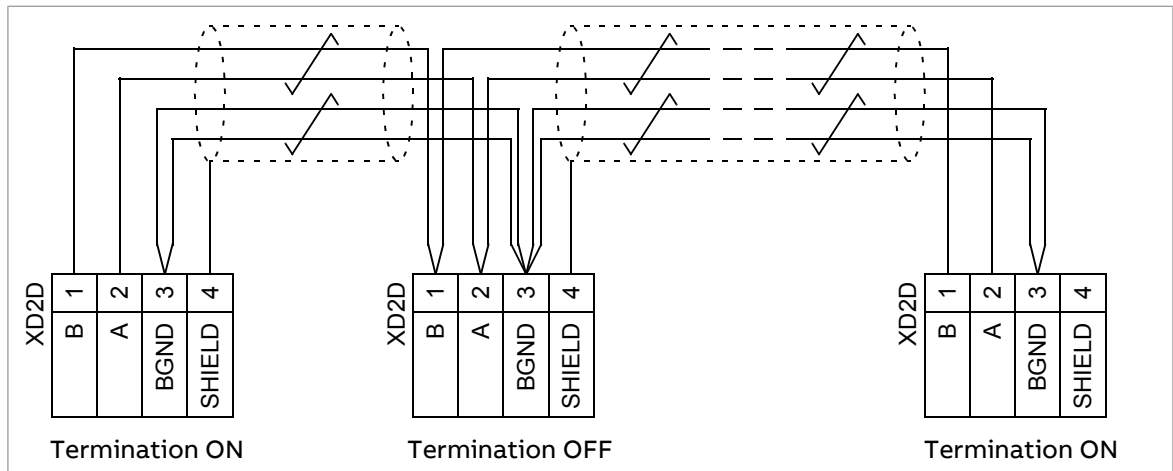 XD2D
1 2 3 4
B A BGND SHIELD
XD2D
1 2 3 4
B A BGND SHIELD
XD2D
1 2 3 4
B A BGND SHIELD
Termination ON
Termination OFF
Termination ON